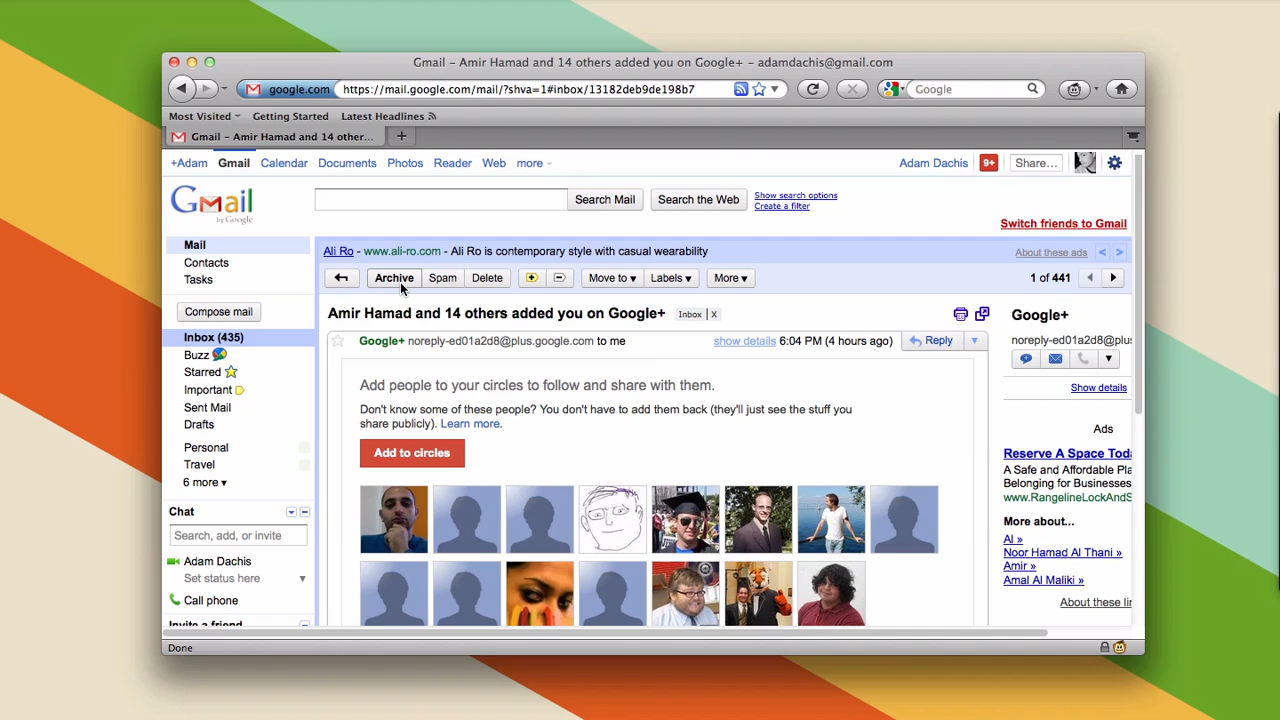 Gmail – Amir Hamad and 14 others added you on Google+ – adamdachis@gmail.com
google.com https://mail.google.com/mail/?shva=1#inbox/13182deb9de198b7 Google
Most Visited Getting Started Latest Headlines
Gmail – Amir Hamad and 14 other... +
+Adam Gmail Calendar Documents Photos Reader Web more Adam Dachis 9+ Share...
Gmail by Google Search Mail Search the Web Show search options
Create a filter
Switch friends to Gmail
Mail
Contacts
Tasks
Compose mail
Inbox (435)
Buzz
Starred
Important
Sent Mail
Drafts
Personal
Travel
6 more
Chat
Search, add, or invite
Adam Dachis
Set status here
Call phone
Invite a friend
Ali Ro - www.ali-ro.com - Ali Ro is contemporary style with casual wearability About these ads < >
Archive Spam Delete Move to Labels More 1 of 441
Amir Hamad and 14 others added you on Google+ Inbox | X
Google+ noreply-ed01a2d8@plus.google.com to me show details 6:04 PM (4 hours ago) Reply
Add people to your circles to follow and share with them.
Don't know some of these people? You don't have to add them back (they'll just see the stuff you
share publicly). Learn more.
Add to circles
Google+
noreply-ed01a2d8@plus
Show details
Ads
Reserve A Space Toda
A Safe and Affordable Pla
Belonging for Businesses
www.RangelineLockAndS
More about...
Al »
Noor Hamad Al Thani »
Amir »
Amal Al Maliki »
About these lin
Done